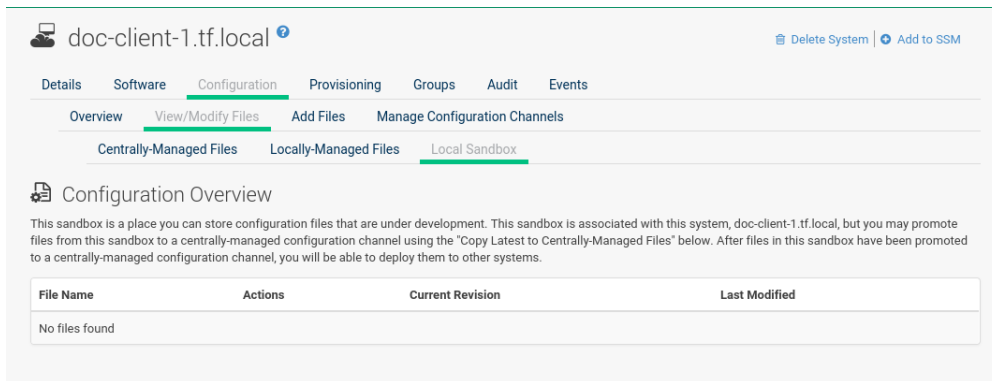 doc-client-1.tf.local ?
Delete System | Add to SSM
Details Software Configuration Provisioning Groups Audit Events
Overview View/Modify Files Add Files Manage Configuration Channels
Centrally-Managed Files Locally-Managed Files Local Sandbox
Configuration Overview
This sandbox is a place you can store configuration files that are under development. This sandbox is associated with this system, doc-client-1.tf.local, but you may promote
files from this sandbox to a centrally-managed configuration channel using the "Copy Latest to Centrally-Managed Files" below. After files in this sandbox have been promoted
to a centrally-managed configuration channel, you will be able to deploy them to other systems.
File Name Actions Current Revision Last Modified
No files found